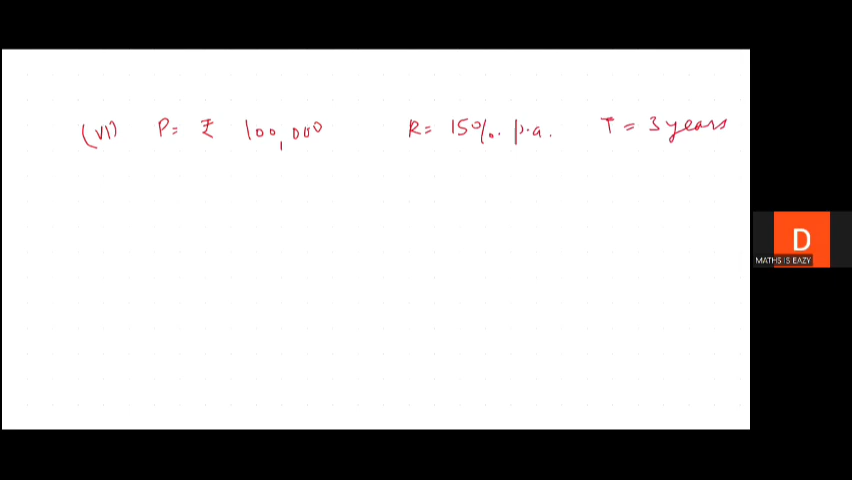 (VI) P= ₹ 100,000 R= 15%. p.a. T = 3 years
D
MATHS IS EAZY